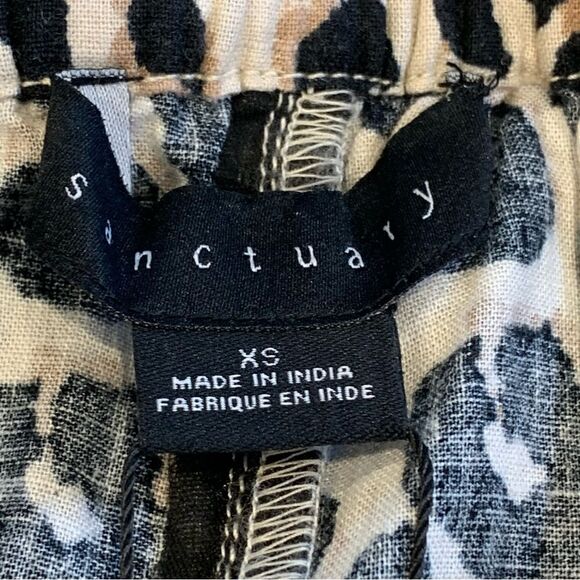 Sanctuary
XS
MADE IN INDIA
FABRIQUE EN INDE